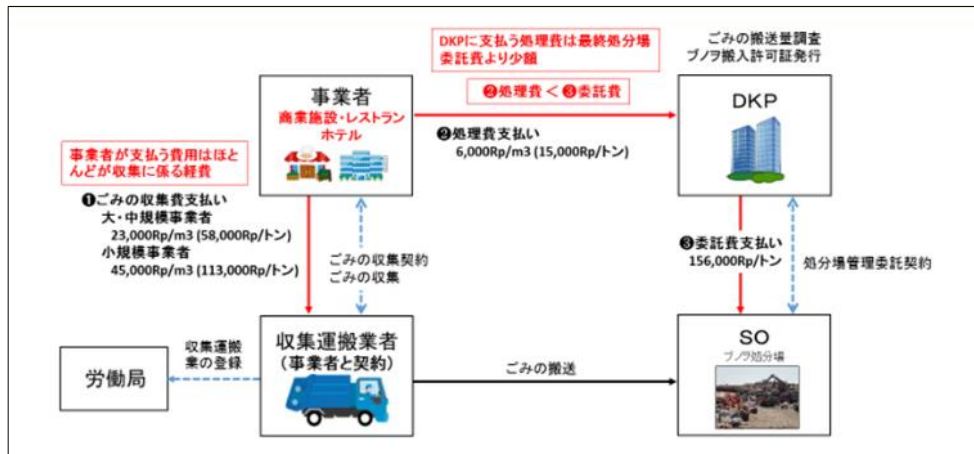 DKPに支払う処理費は最終処分場
委託費より少額
❷処理費 < ❸委託費
ごみの搬送量調査
ブノヲ搬入許可証発行
事業者
商業施設・レストラン
ホテル
DKP
❷処理費支払い
6,000Rp/m3 (15,000Rp/トン)
事業者が支払う費用はほと
んどが収集に係る経費
❶ごみの収集費支払い
大・中規模事業者
23,000Rp/m3 (58,000Rp/トン)
小規模事業者
45,000Rp/m3 (113,000Rp/トン)
ごみの収集契約
ごみの収集
❸委託費支払い
156,000Rp/トン
処分場管理委託契約
労働局
収集運搬
業の登録
収集運搬業者
(事業者と契約)
ごみの搬送
SO
ブノヲ処分場